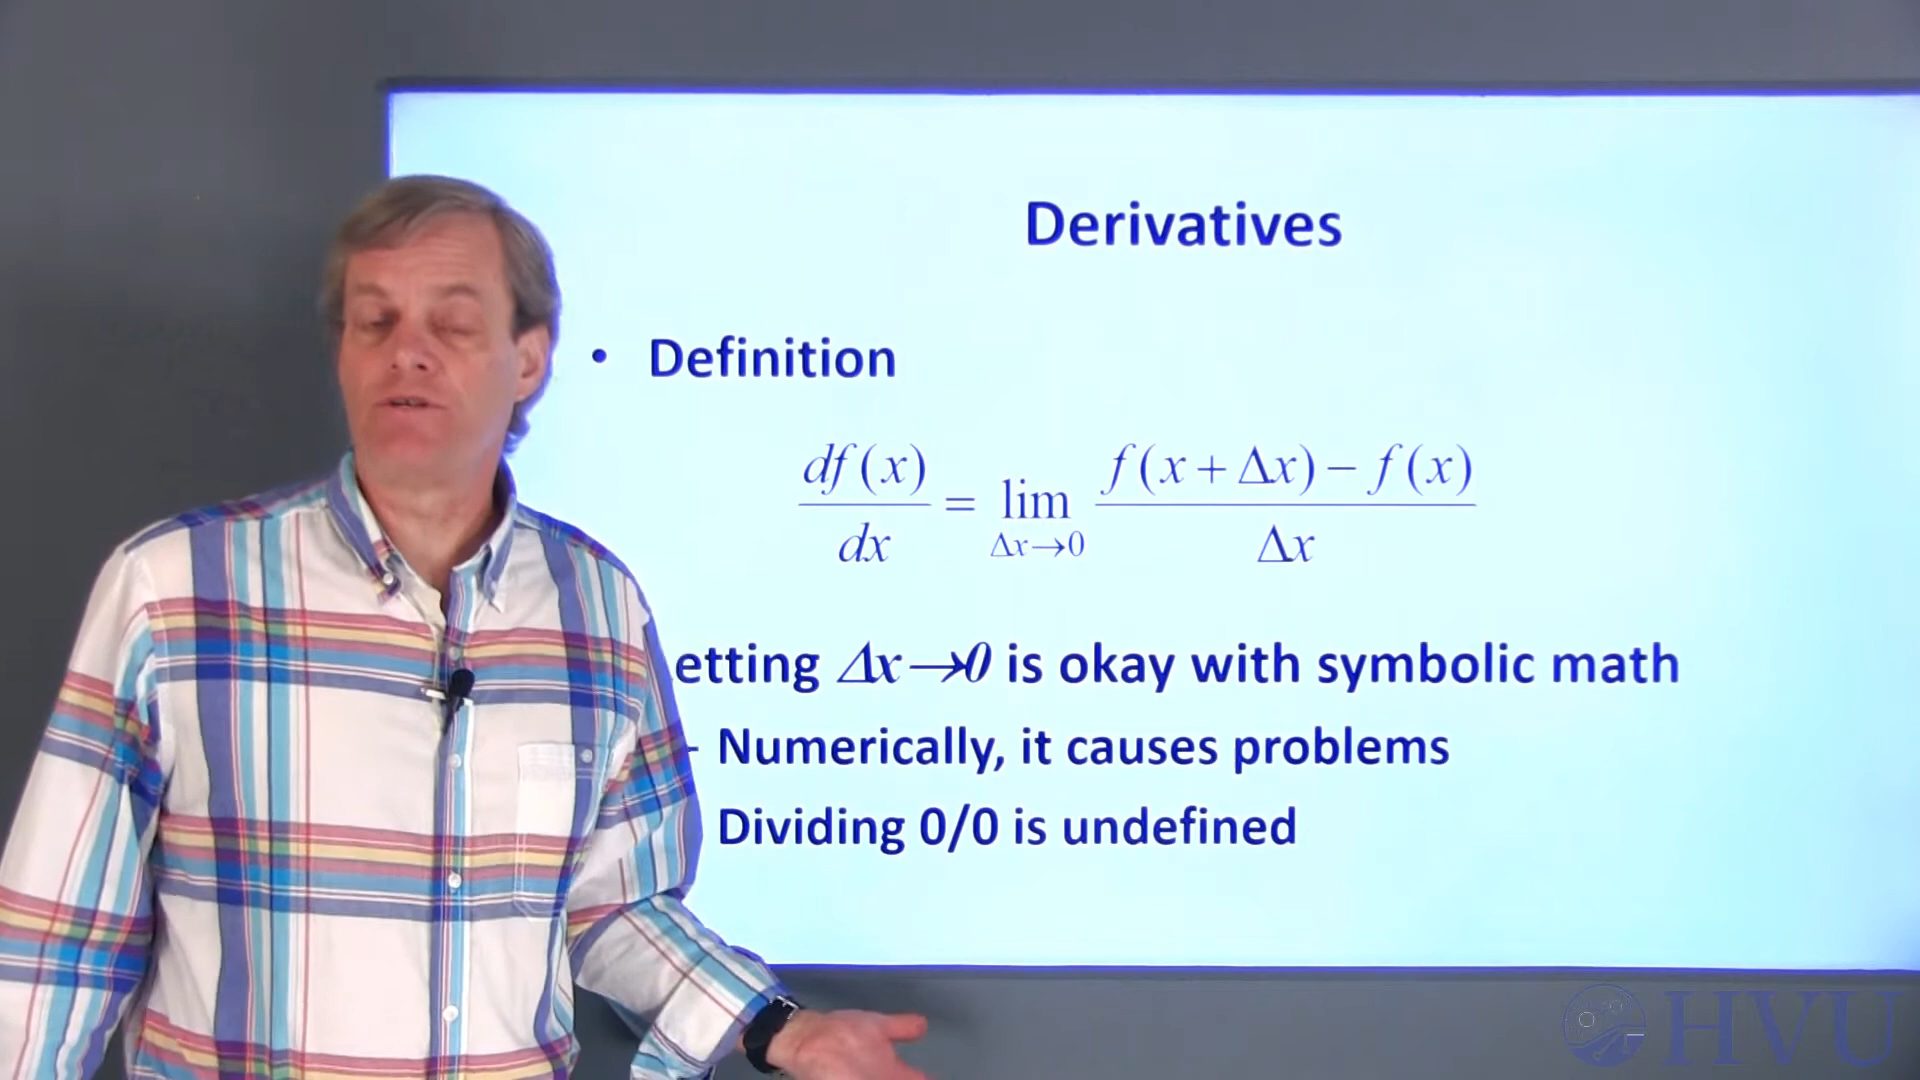 Derivatives
• Definition
df(x)/dx = lim Δx→0 f(x + Δx) − f(x)/Δx
etting Δx→0 is okay with symbolic math
- Numerically, it causes problems
Dividing 0/0 is undefined
HVU